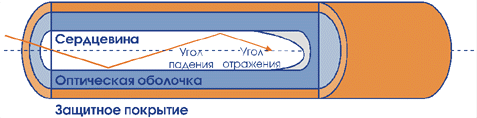 Сердцевина
Угол падения
Угол отражения
Оптическая оболочка
Защитное покрытие